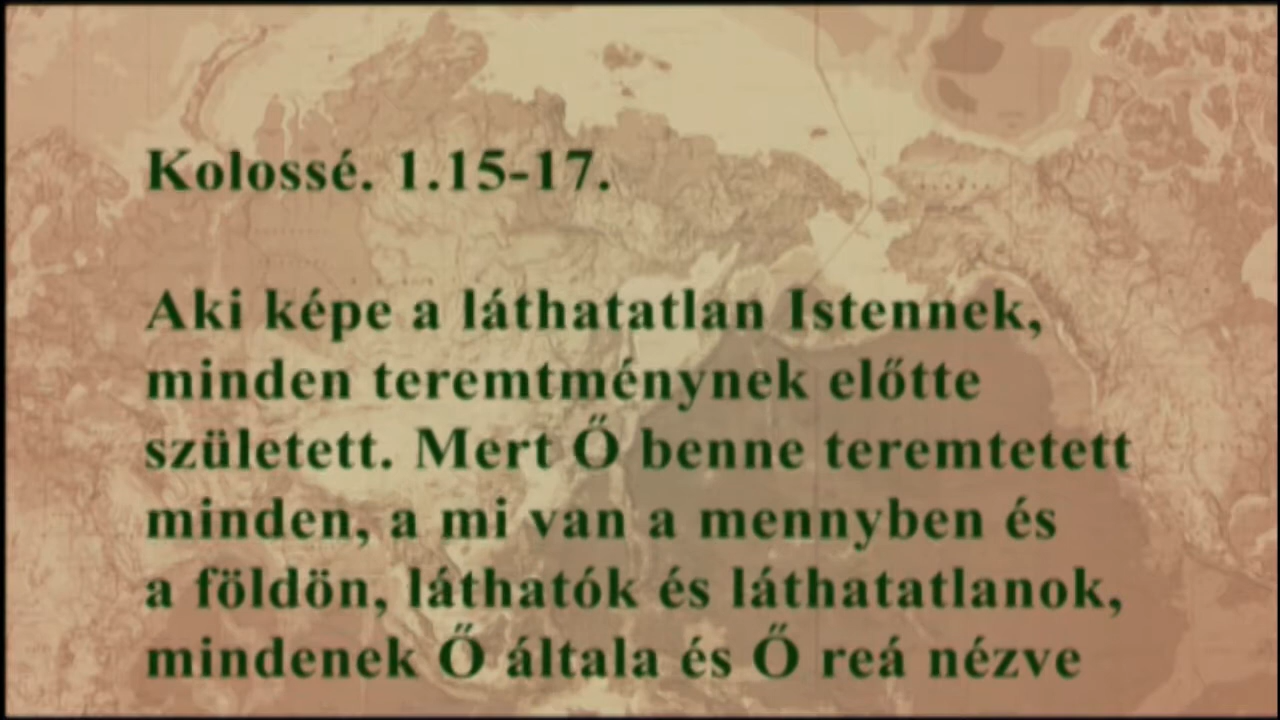 Kolossé. 1.15-17.
Aki képe a láthatatlan Istennek,
minden teremtménynek előtte
született. Mert Ő benne teremtetett
minden, a mi van a mennyben és
a földön, láthatók és láthatatlanok,
mindenek Ő általa és Ő reá nézve